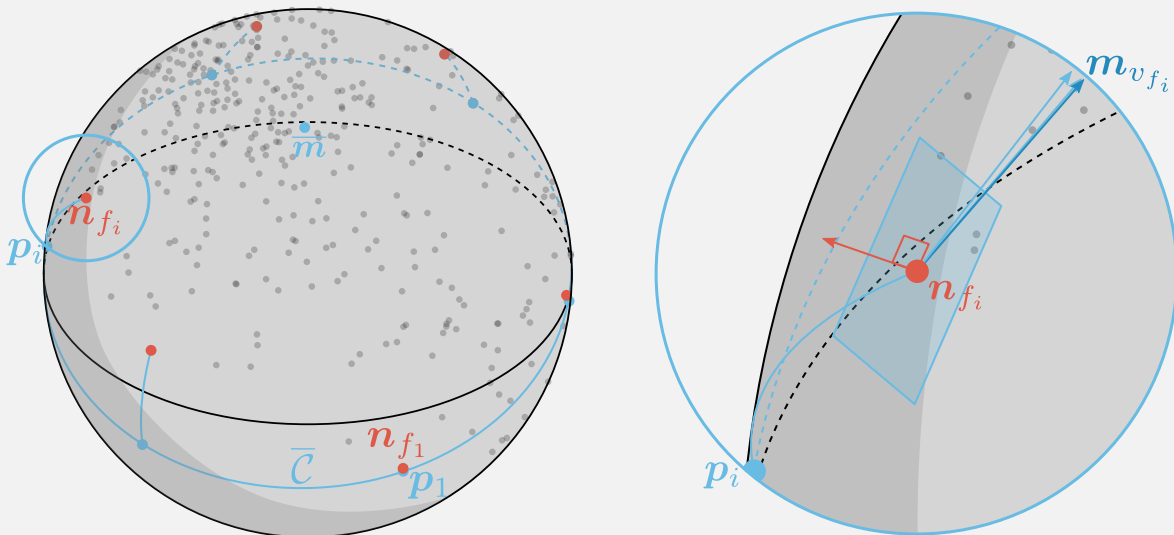 m̅
n_{f_i}
p_i
n_{f_1}
C̅
p_1
m_{v_{f_i}}
n_{f_i}
p_i